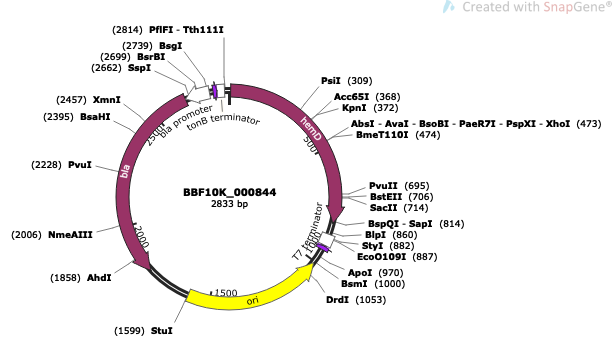 Created with SnapGene®
(2814) PflFI - Tth111I
(2739) BsgI
(2699) BsrBI
(2662) SspI
(2457) XmnI
(2395) BsaHI
(2228) PvuI
(2006) NmeAIII
(1858) AhdI
(1599) StuI
PsiI (309)
Acc65I (368)
KpnI (372)
AbsI - AvaI - BsoBI - PaeR7I - PspXI - XhoI (473)
BmeT110I (474)
PvuII (695)
BstEII (706)
SacII (714)
BspQI - SapI (814)
BlpI (860)
StyI (882)
EcoO109I (887)
ApoI (970)
BsmI (1000)
DrdI (1053)
bla promoter
tonB terminator
hemD
T7 terminator
bla
ori
500
1000
1500
2000
2500
BBF10K_000844
2833 bp